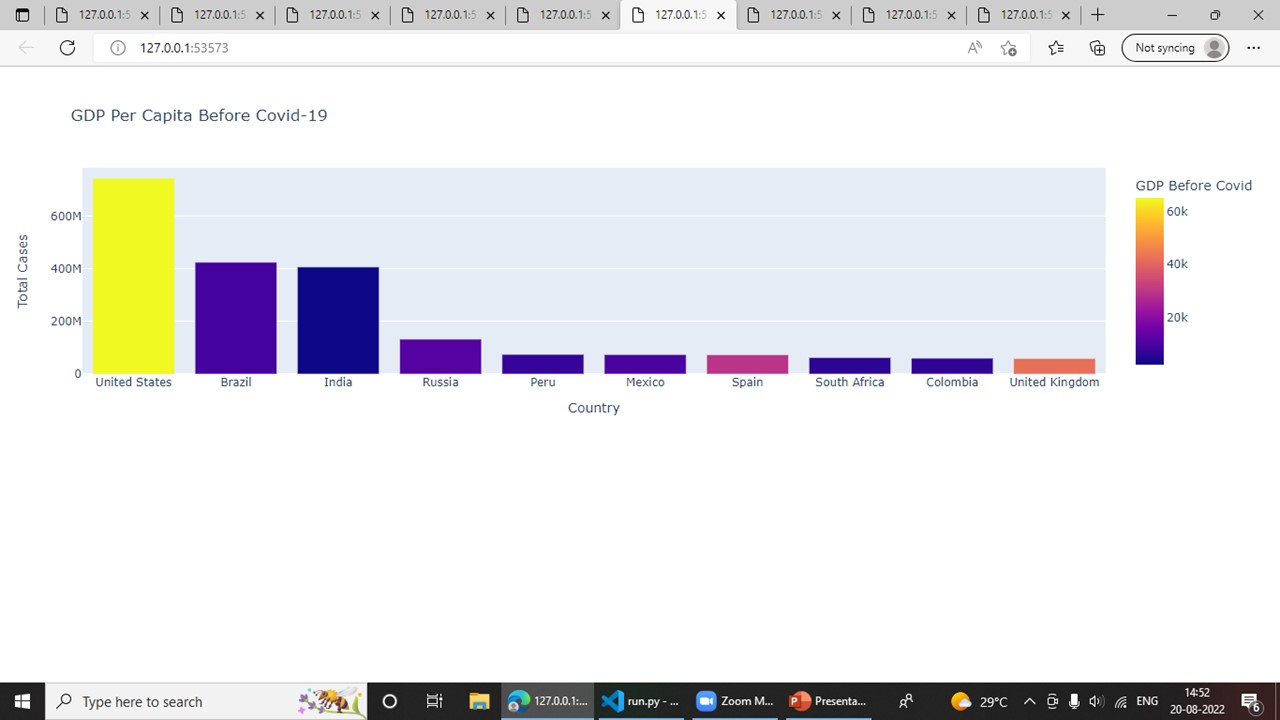 127.0.0.1:5 127.0.0.1:5 127.0.0.1:5 127.0.0.1:5 127.0.0.1:5 127.0.0.1:5 127.0.0.1:5 127.0.0.1:5 127.0.0.1:5
127.0.0.1:53573 Not syncing
GDP Per Capita Before Covid-19
GDP Before Covid
60k
40k
20k
Total Cases
600M
400M
200M
0
United States Brazil India Russia Peru Mexico Spain South Africa Colombia United Kingdom
Country
Type here to search 127.0.0.1:... run.py - ... Zoom M... Presenta... 29°C ENG
14:52
20-08-2022
6